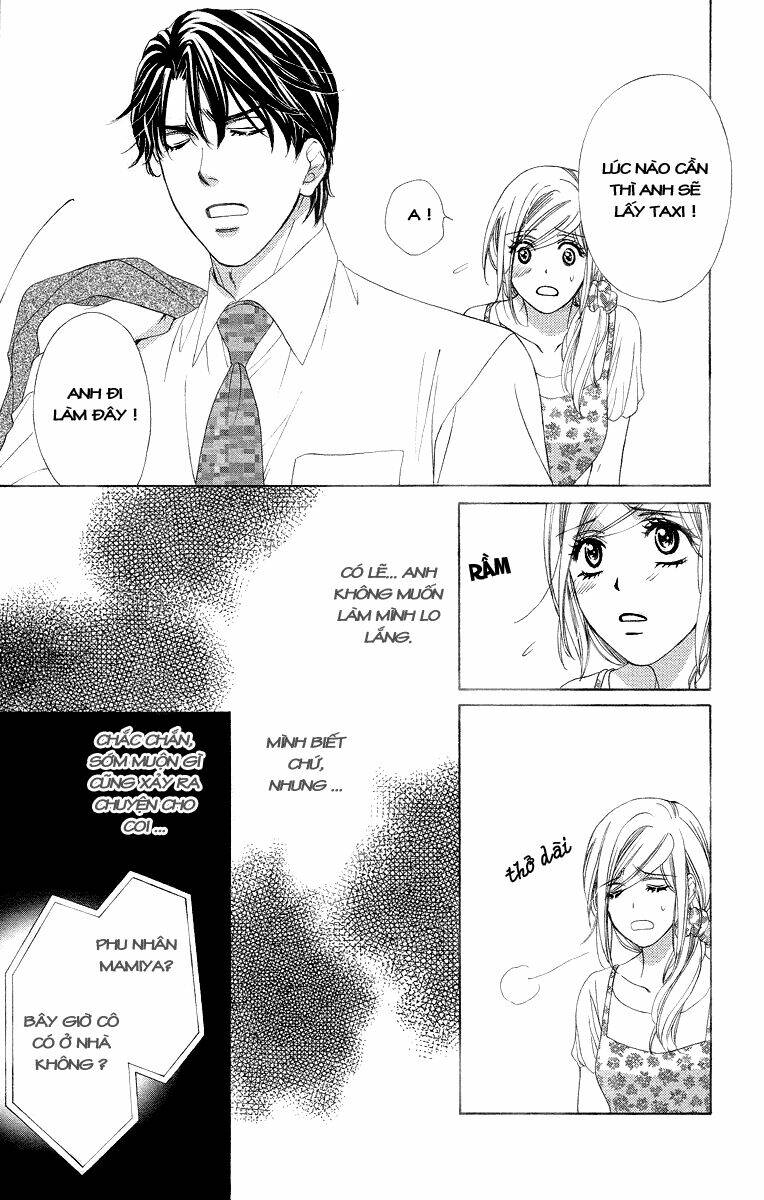 LÚC NÀO CẦN
THÌ ANH SẼ
LẤY TAXI !
A !
ANH ĐI
LÀM ĐÂY !
RẦM
CÓ LẼ... ANH
KHÔNG MUỐN
LÀM MÌNH LO
LẮNG.
thở dài
MÌNH BIẾT
CHỨ,
NHƯNG ...
CHẮC CHẮN,
SỚM MUỘN GÌ
CŨNG XẢY RA
CHUYỆN CHO
COI ...
PHU NHÂN
MAMIYA?
BÂY GIỜ CÔ
CÓ Ở NHÀ
KHÔNG ?